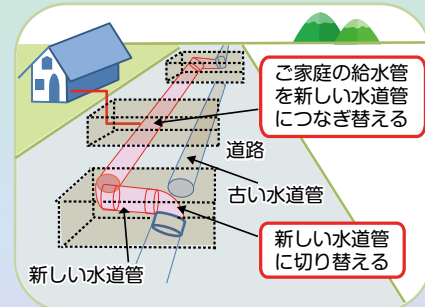 ご家庭の給水管
を新しい水道管
につなぎ替える
道路
古い水道管
新しい水道管
に切り替える
新しい水道管